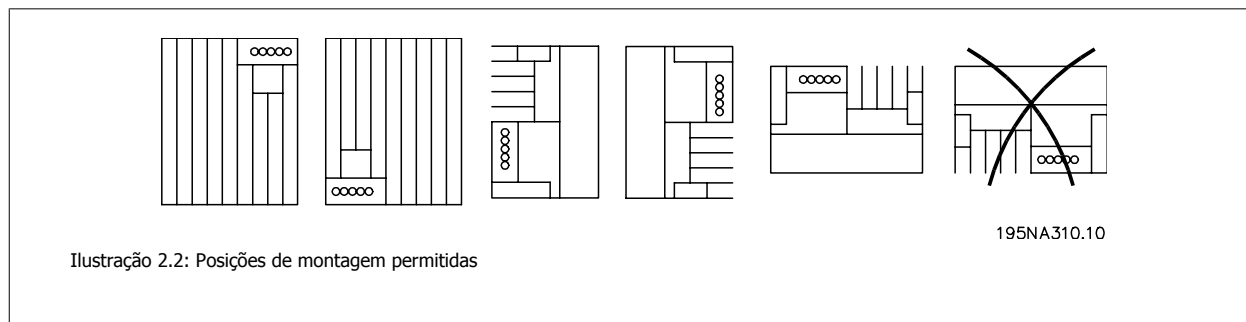 195NA310.10
Ilustração 2.2: Posições de montagem permitidas